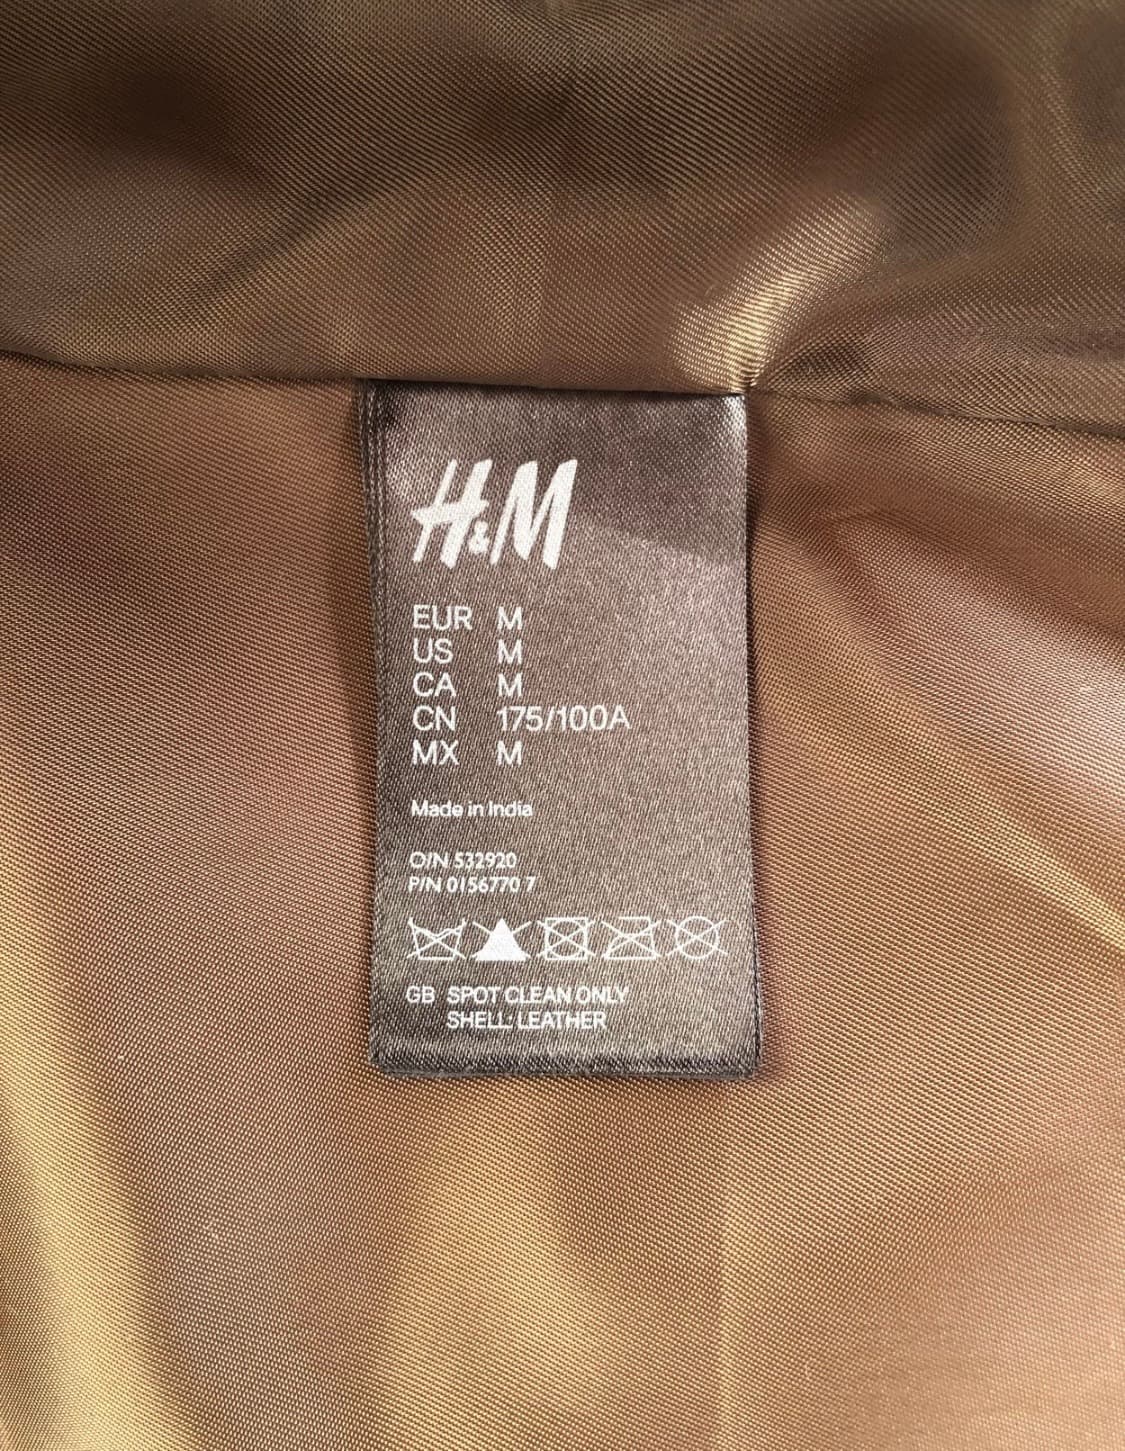 H&M
EUR M
US M
CA M
CN 175/100A
MX M
Made in India
O/N 532920
P/N 0156770 7
GB SPOT CLEAN ONLY
SHELL: LEATHER